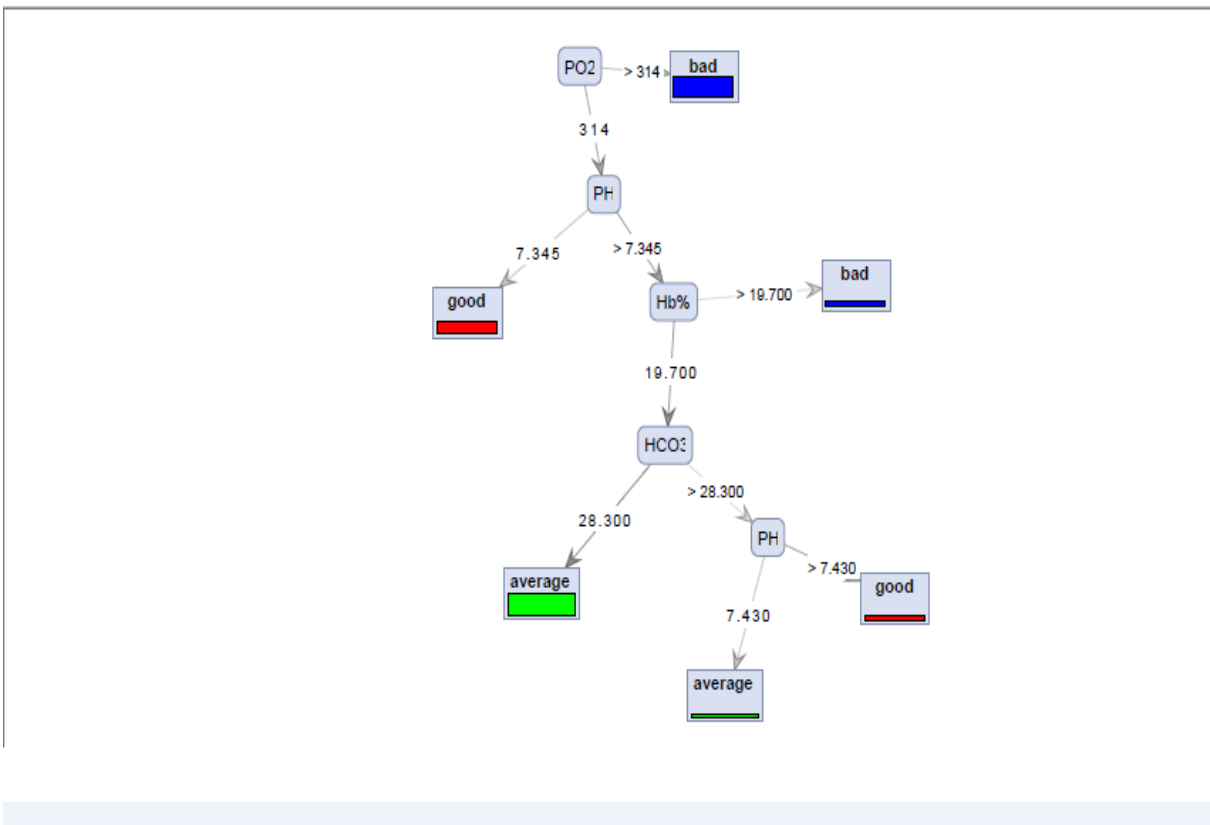 PO2
> 314
bad
314
PH
7.345
> 7.345
good
Hb%
> 19.700
bad
19.700
HCO3
28.300
> 28.300
average
PH
7.430
> 7.430
good
average